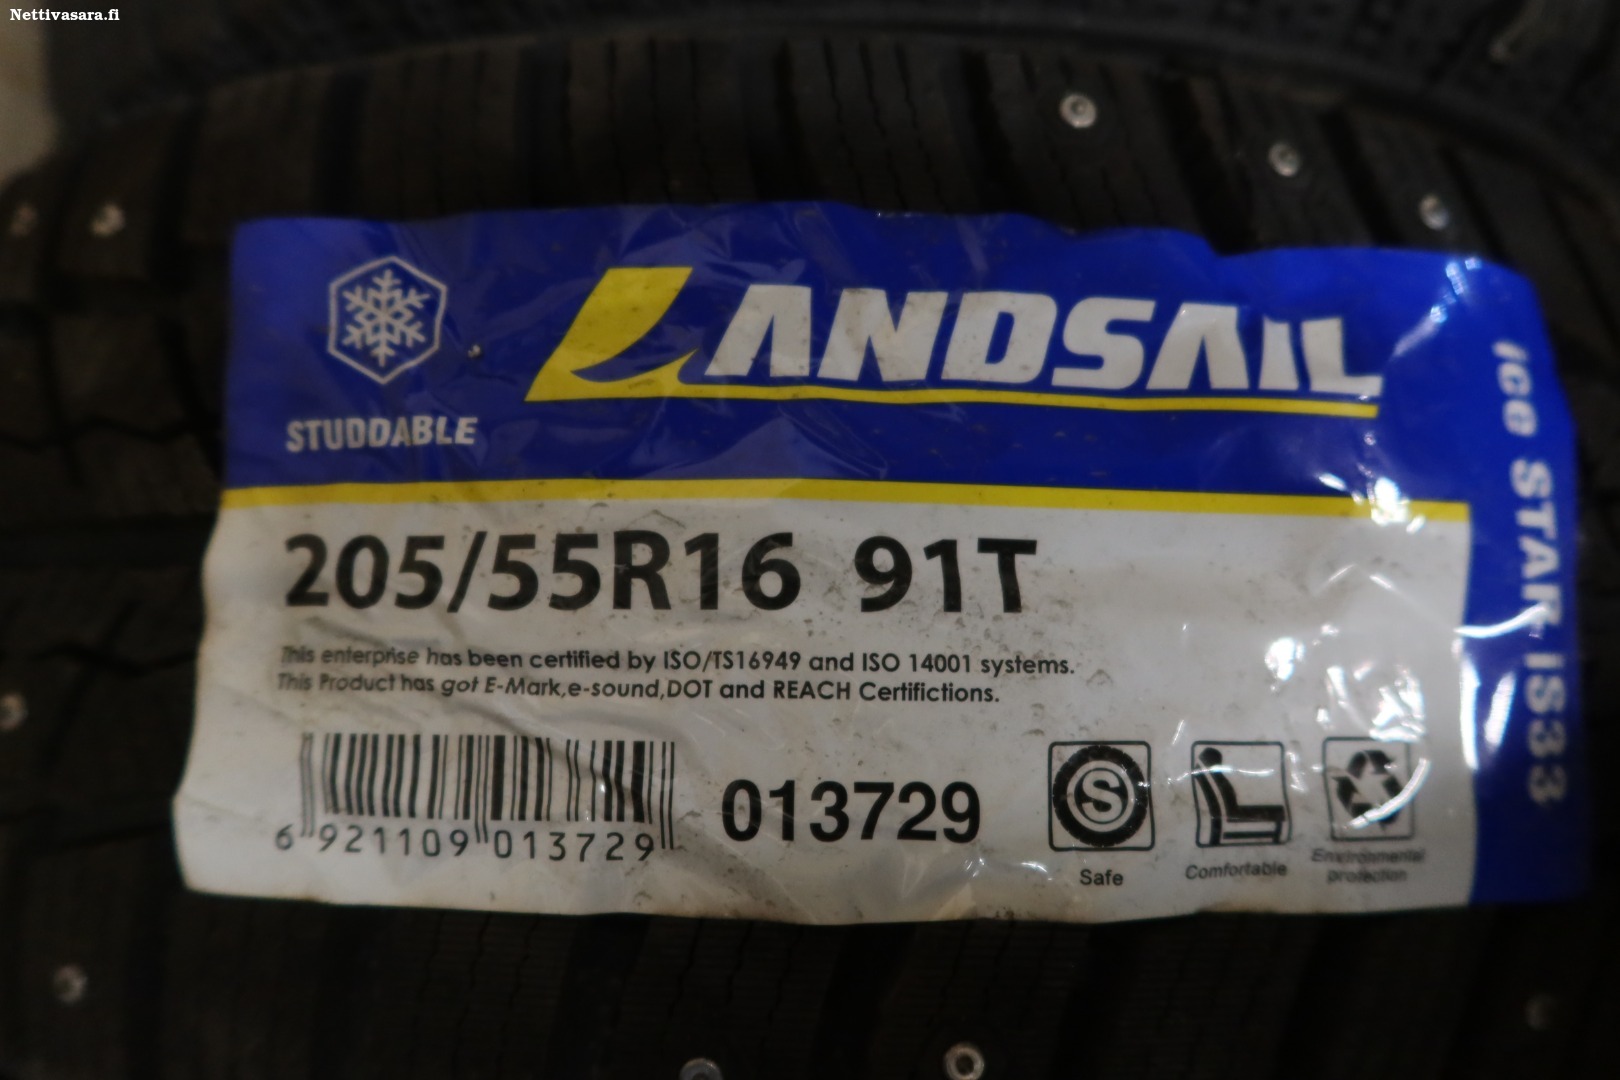 Nettivasara.fi
LANDSAIL
STUDDABLE
ICE STAR IS33
205/55R16 91T
This enterprise has been certified by ISO/TS16949 and ISO 14001 systems.
This Product has got E-Mark,e-sound,DOT and REACH Certifictions.
6 921109 013729
013729
S
Safe
Comfortable
Environmental
protection